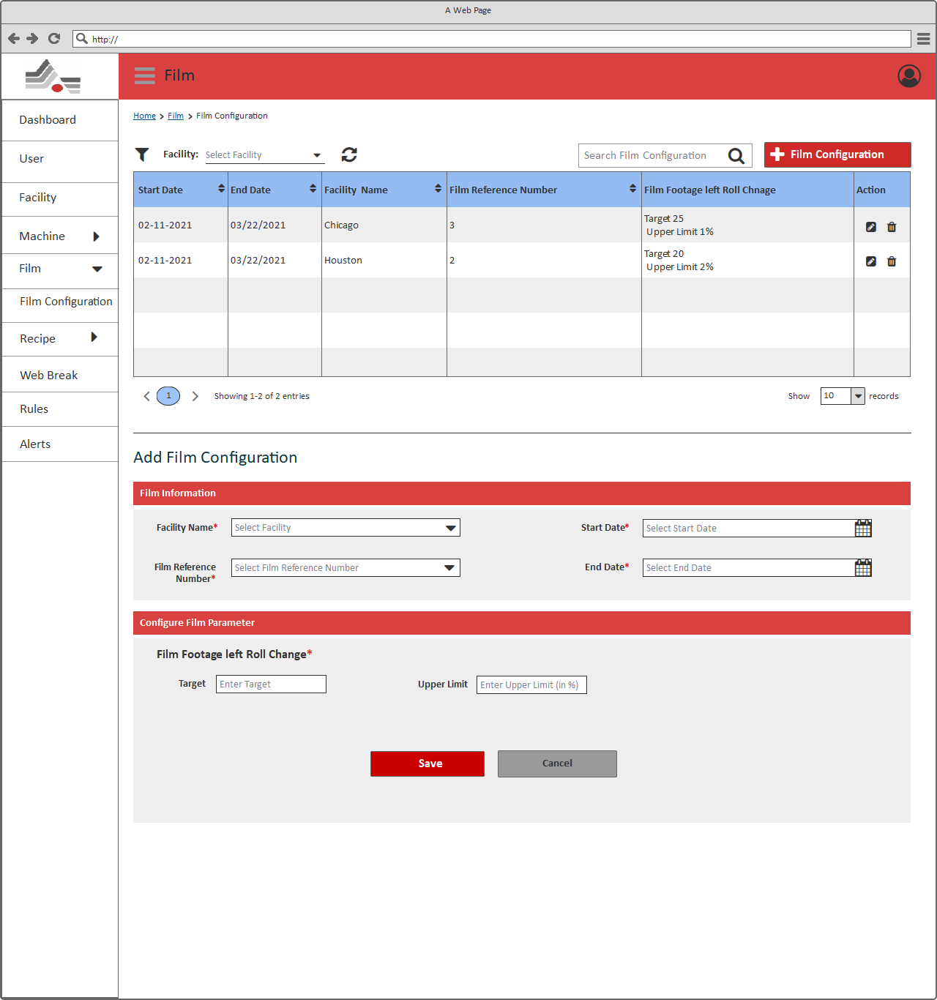 A Web Page
http://
Film
Dashboard
User
Facility
Machine
Film
Film Configuration
Recipe
Web Break
Rules
Alerts
Home > Film > Film Configuration
Facility: Select Facility
Search Film Configuration
Film Configuration
Start Date End Date Facility Name Film Reference Number Film Footage left Roll Chnage Action
02-11-2021 03/22/2021 Chicago 3 Target 25
Upper Limit 1%
02-11-2021 03/22/2021 Houston 2 Target 20
Upper Limit 2%
1 Showing 1-2 of 2 entries Show 10 records
Add Film Configuration
Film Information
Facility Name* Select Facility Start Date* Select Start Date
Film Reference Number* Select Film Reference Number End Date* Select End Date
Configure Film Parameter
Film Footage left Roll Change*
Target Enter Target Upper Limit Enter Upper Limit (in %)
Save Cancel